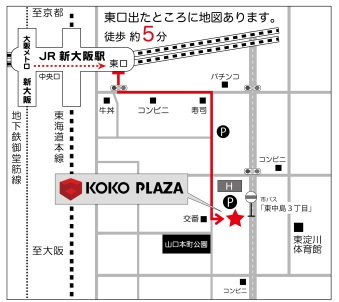 至京都
東口出たところに地図あります。
徒歩 約5分
大阪メトロ 新大阪
JR 新大阪駅
中央口
東口
パチンコ
牛丼
コンビニ
寿司
地下鉄御堂筋線
東海道本線
P
コンビニ
KOKO PLAZA
H
P
市バス
「東中島3丁目」
交番
山口本町公園
東淀川
体育館
至大阪
コンビニ